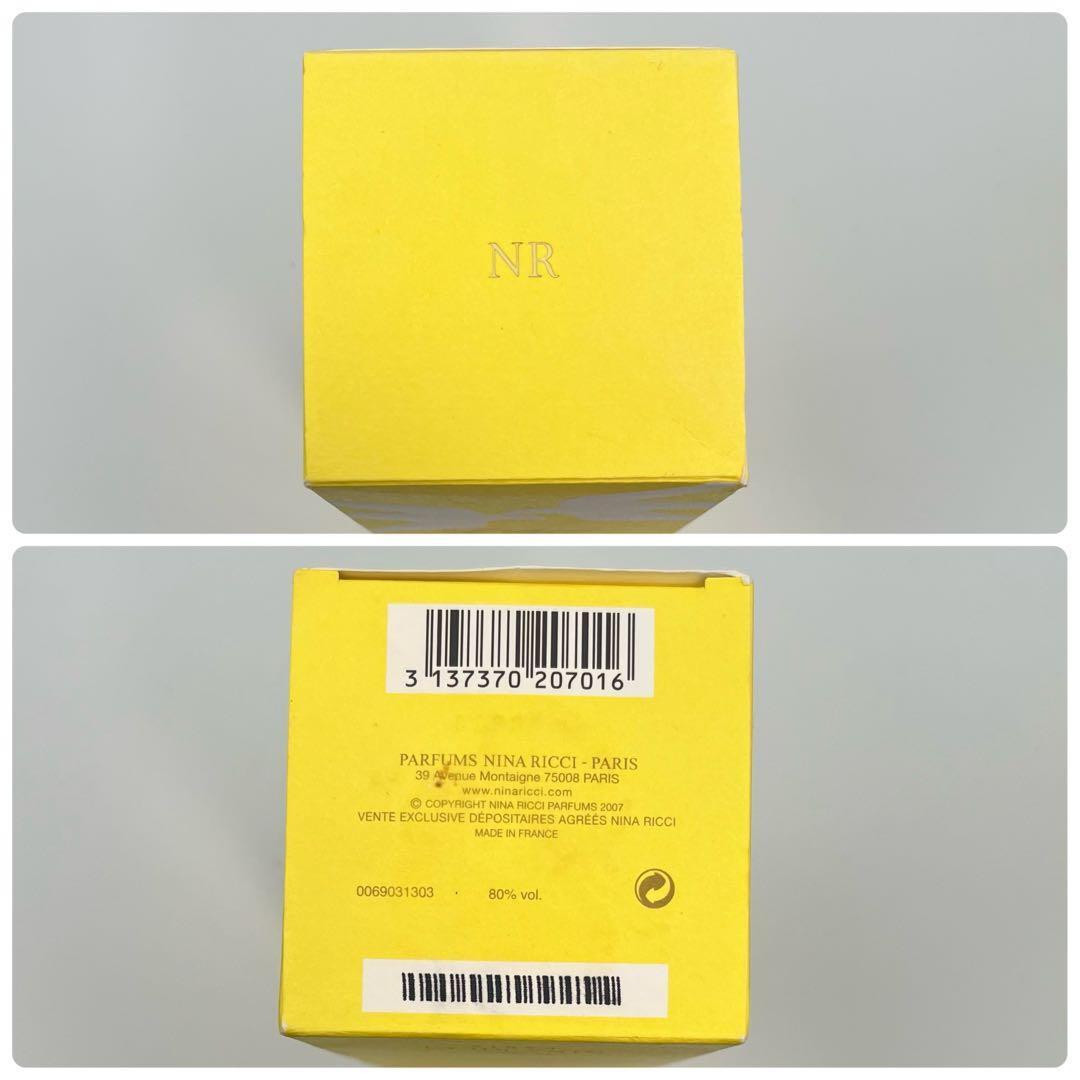 NR
3 137370 207016
PARFUMS NINA RICCI - PARIS
39 Avenue Montaigne 75008 PARIS
www.ninaricci.com
© COPYRIGHT NINA RICCI PARFUMS 2007
VENTE EXCLUSIVE DÉPOSITAIRES AGRÉÉS NINA RICCI
MADE IN FRANCE
0069031303 · 80% vol.